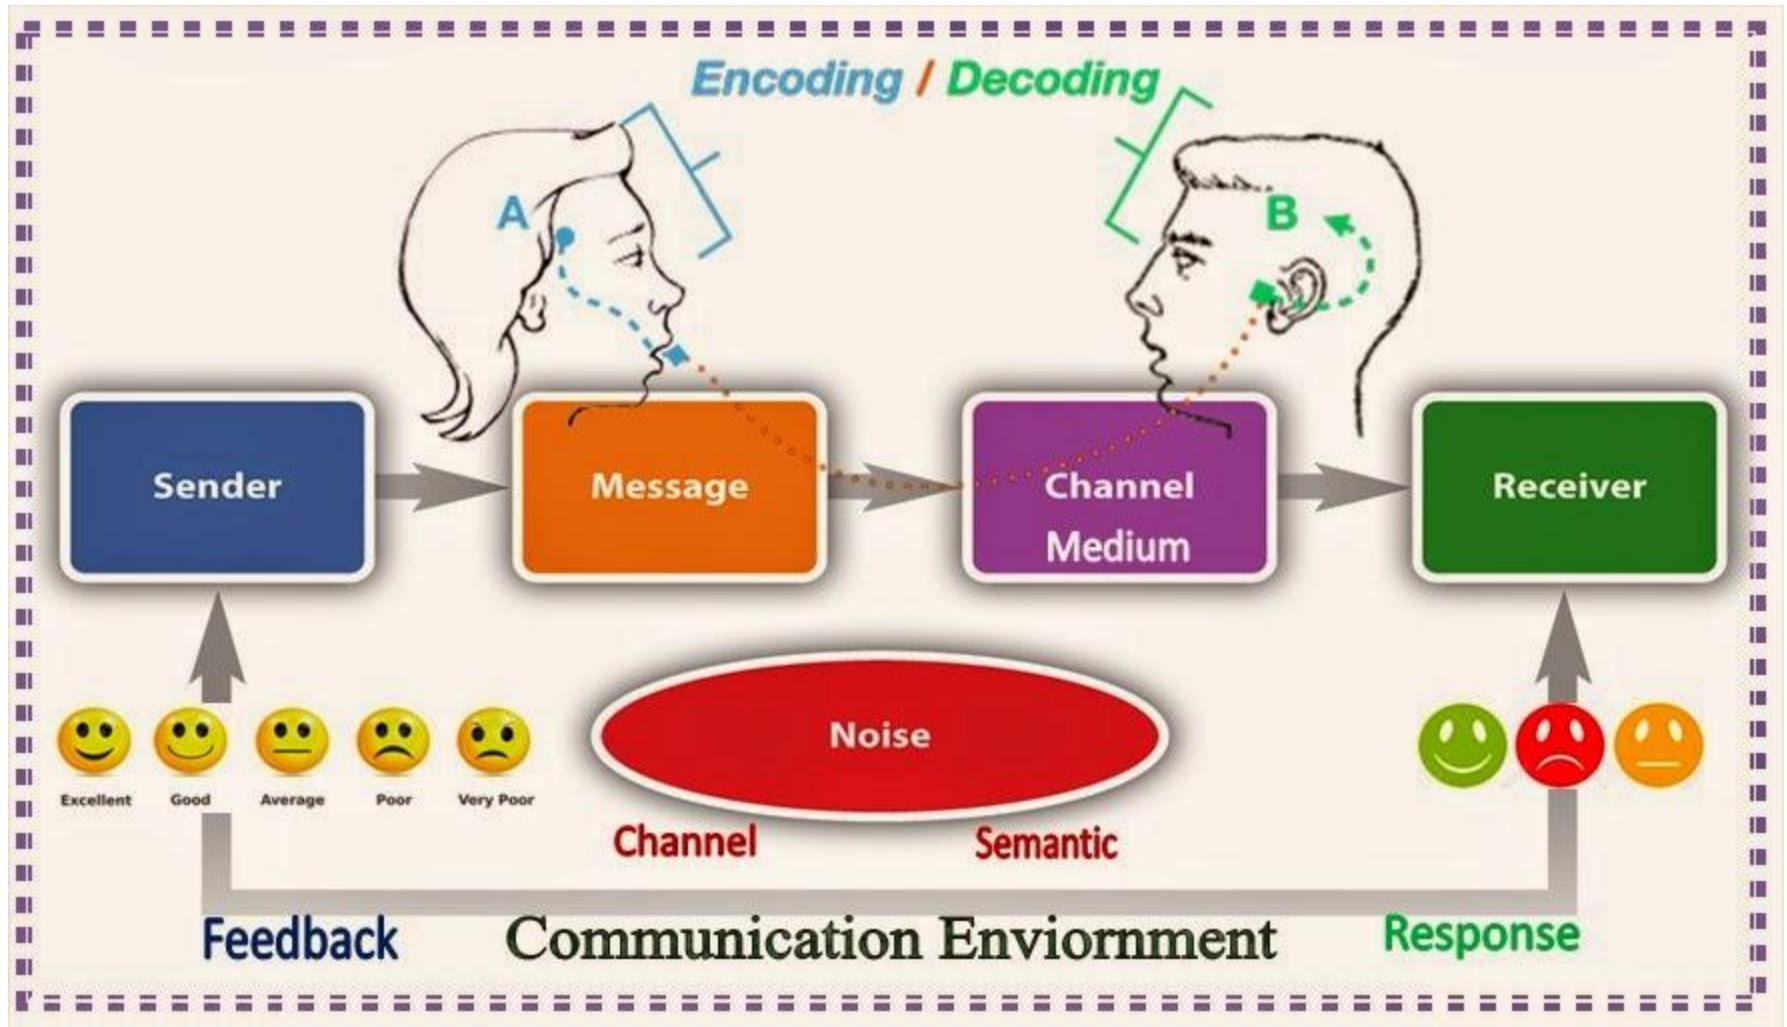 Encoding / Decoding
A
B
Sender
Message
Channel
Medium
Receiver
Noise
Excellent
Good
Average
Poor
Very Poor
Channel
Semantic
Feedback
Communication Enviornment
Response